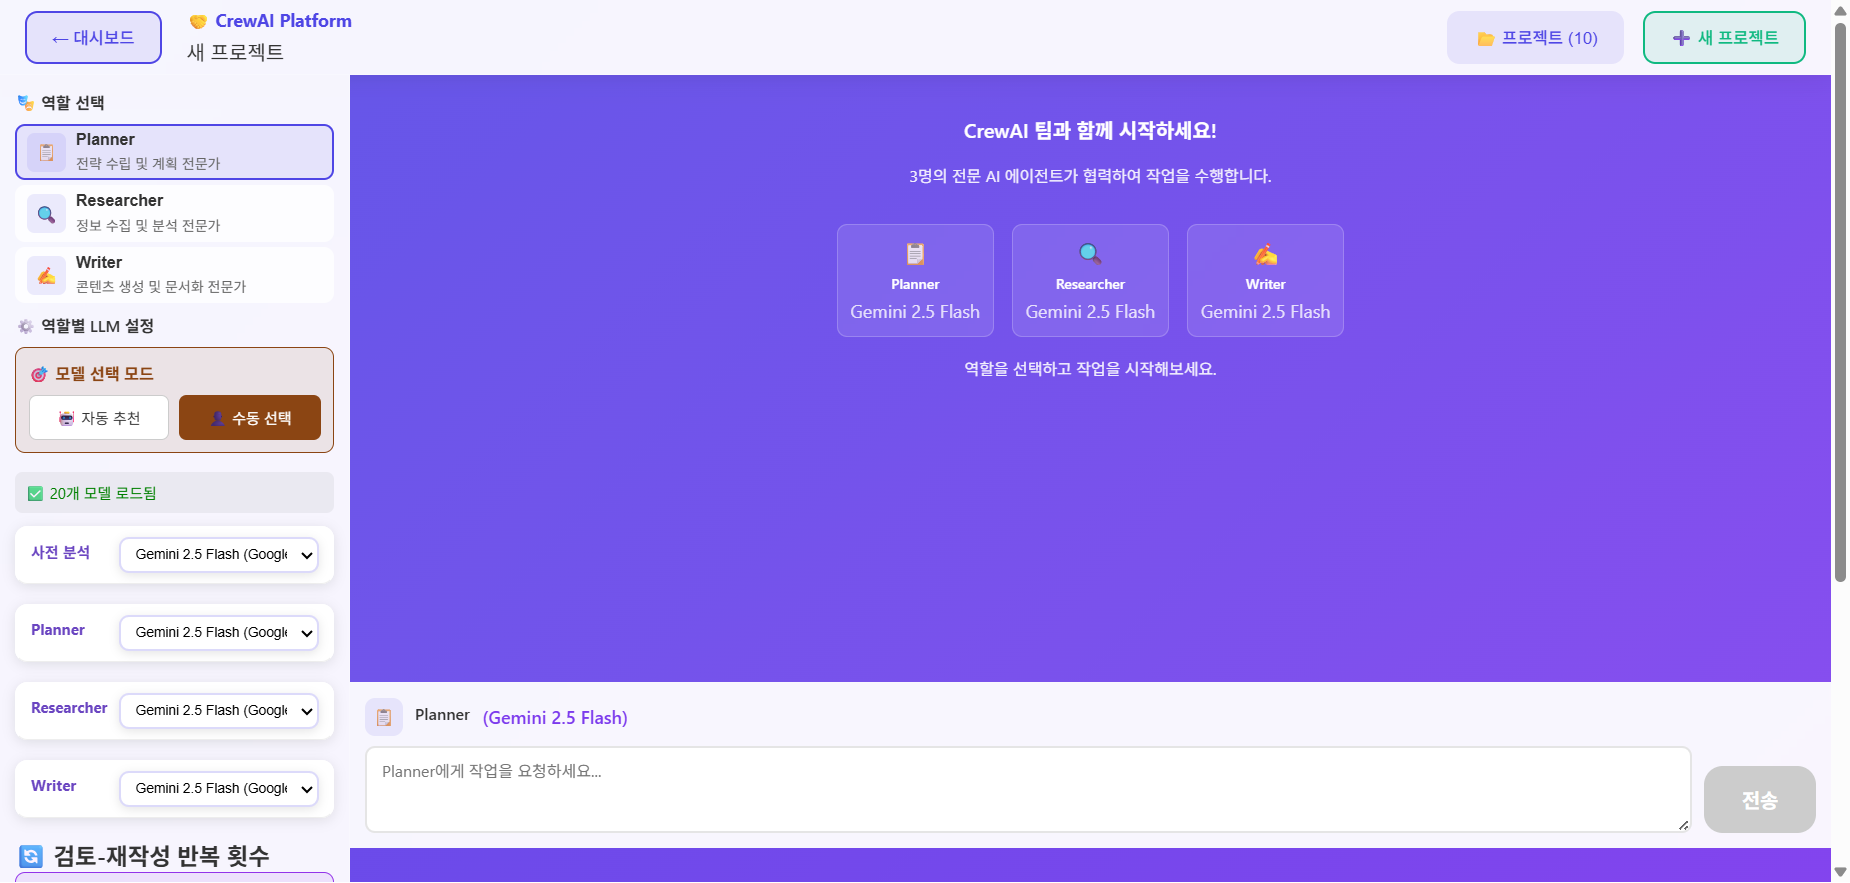 ← 대시보드
CrewAI Platform
새 프로젝트
프로젝트 (10)
새 프로젝트
역할 선택
Planner
전략 수립 및 계획 전문가
Researcher
정보 수집 및 분석 전문가
Writer
콘텐츠 생성 및 문서화 전문가
역할별 LLM 설정
모델 선택 모드
자동 추천
수동 선택
20개 모델 로드됨
사전 분석
Gemini 2.5 Flash (Google
Planner
Gemini 2.5 Flash (Google
Researcher
Gemini 2.5 Flash (Google
Writer
Gemini 2.5 Flash (Google
검토-재작성 반복 횟수
CrewAI 팀과 함께 시작하세요!
3명의 전문 AI 에이전트가 협력하여 작업을 수행합니다.
Planner
Gemini 2.5 Flash
Researcher
Gemini 2.5 Flash
Writer
Gemini 2.5 Flash
역할을 선택하고 작업을 시작해보세요.
Planner (Gemini 2.5 Flash)
Planner에게 작업을 요청하세요...
전송